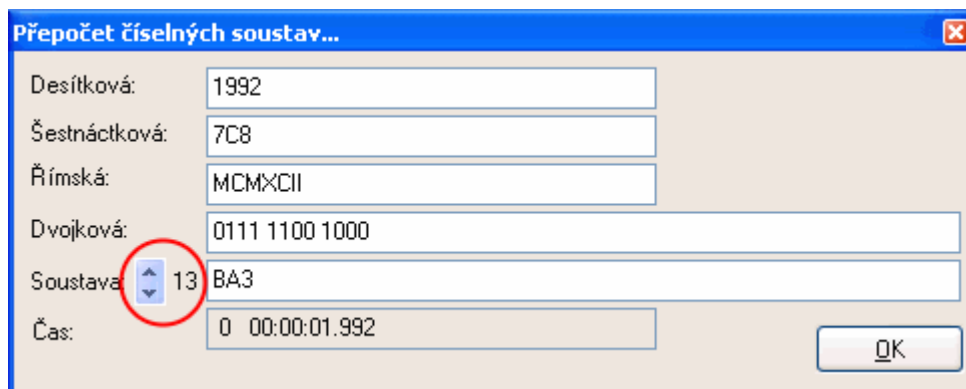 Přepočet číselných soustav...
Desítková: 1992
Šestnáctková: 7C8
Římská: MCMXCII
Dvojková: 0111 1100 1000
Soustava: 13 BA3
Čas: 0 00:00:01.992
OK